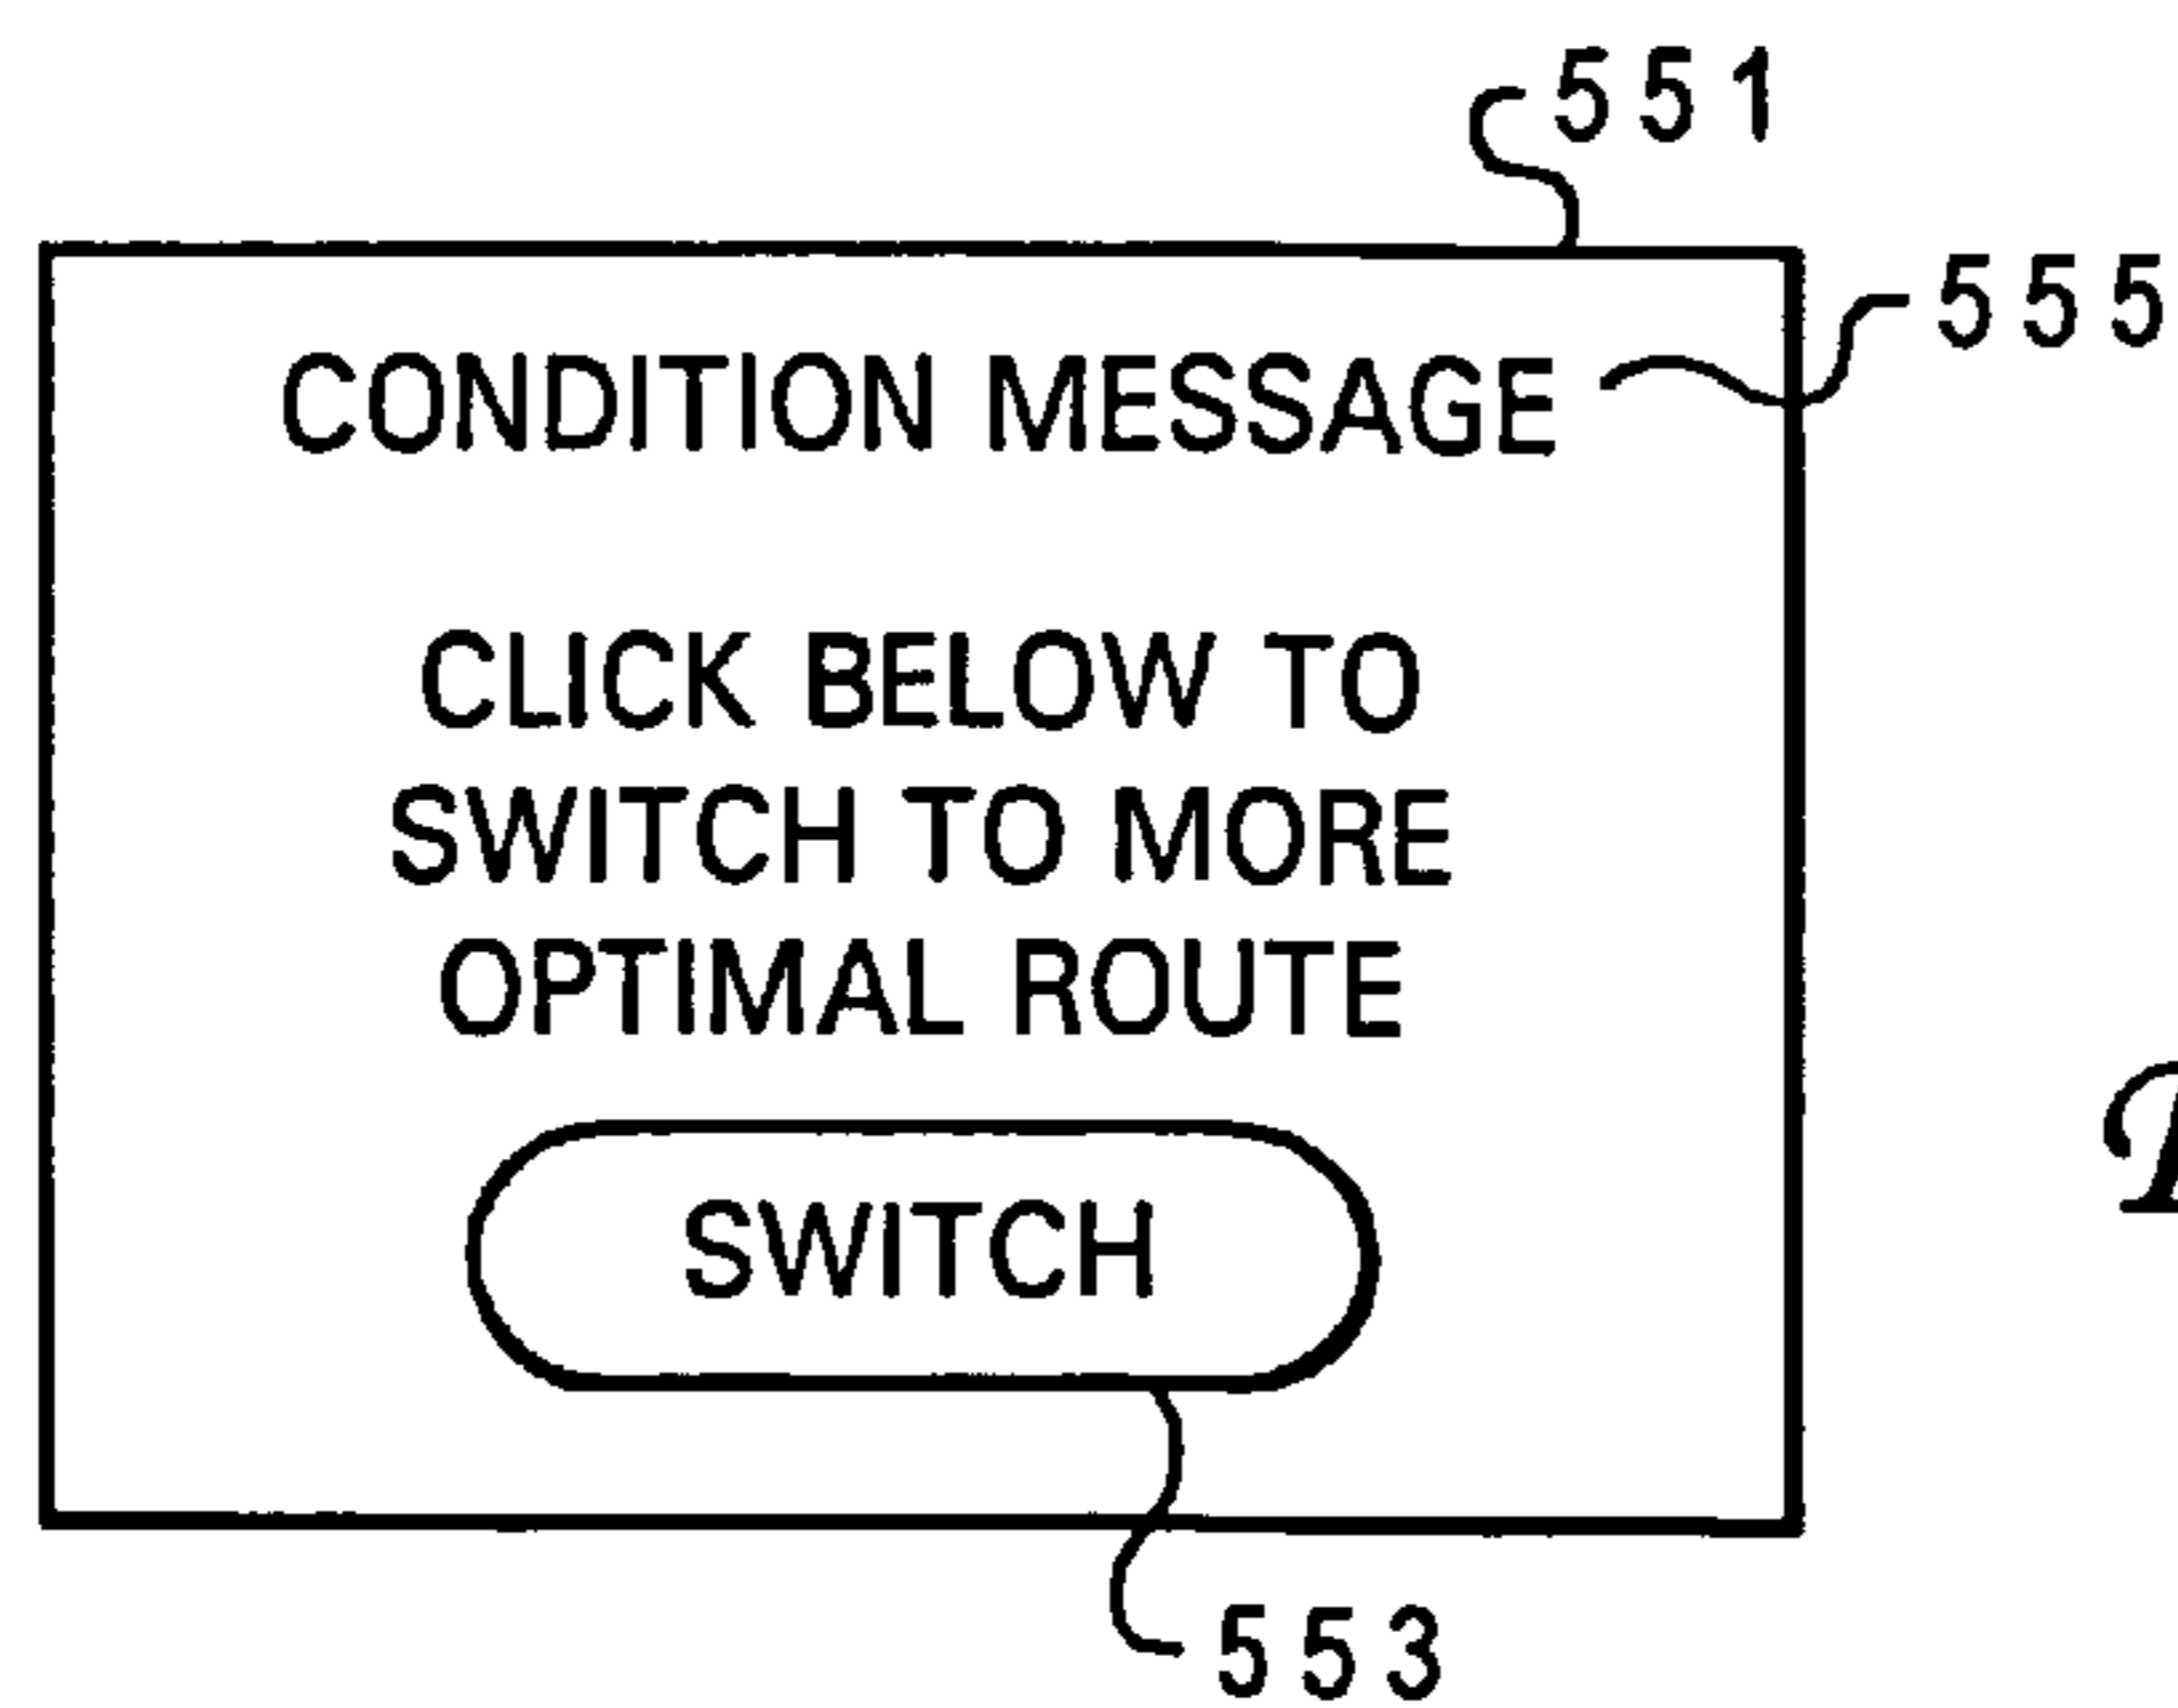 551
555
CONDITION MESSAGE
CLICK BELOW TO
SWITCH TO MORE
OPTIMAL ROUTE
SWITCH
553